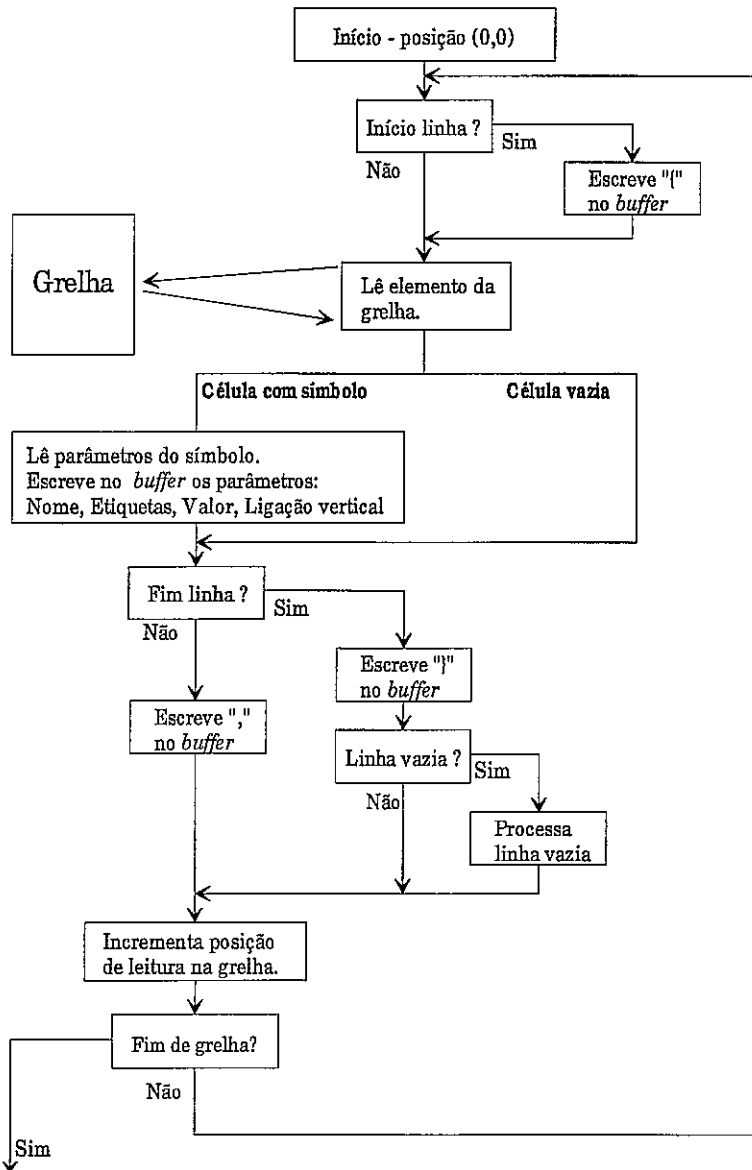 Início - posição (0,0)
Início linha ?
Sim
Não
Escreve "{"
no buffer
Grelha
Lê elemento da
grelha.
Célula com símbolo
Célula vazia
Lê parâmetros do símbolo.
Escreve no buffer os parâmetros:
Nome, Etiquetas, Valor, Ligação vertical
Fim linha ?
Sim
Não
Escreve "}"
no buffer
Escreve ","
no buffer
Linha vazia ?
Sim
Não
Processa
linha vazia
Incrementa posição
de leitura na grelha.
Fim de grelha?
Não
Sim